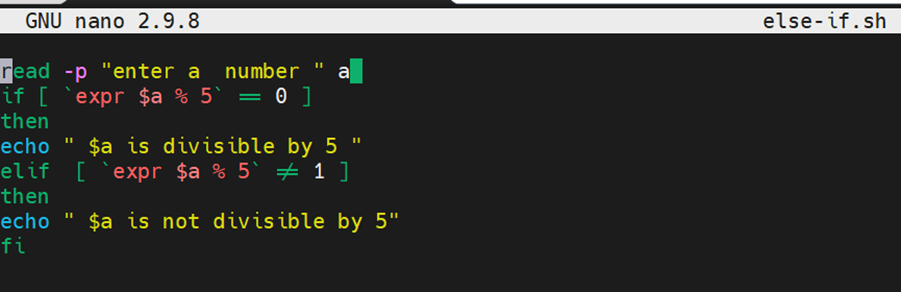 GNU nano 2.9.8 else-if.sh
read -p "enter a  number " a
if [ `expr $a % 5` == 0 ]
then
echo " $a is divisible by 5 "
elif  [ `expr $a % 5` != 1 ]
then
echo " $a is not divisible by 5"
fi